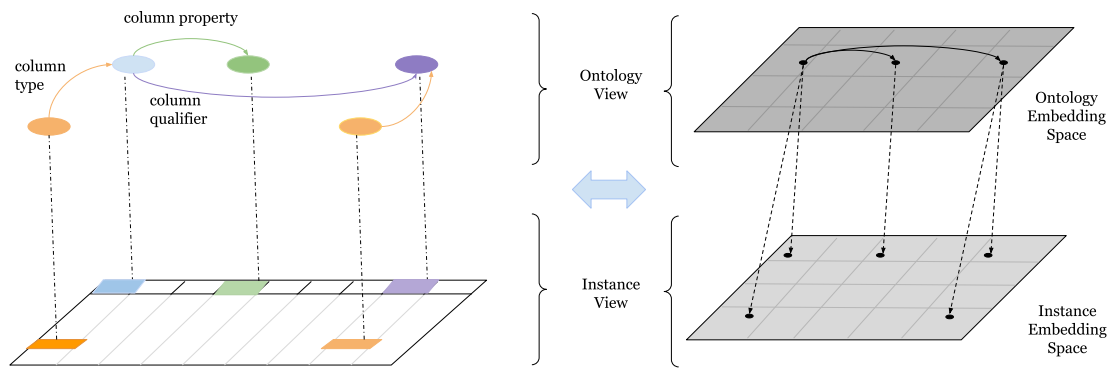 column property
column
type
column
qualifier
Ontology
View
Ontology
Embedding
Space
Instance
View
Instance
Embedding
Space